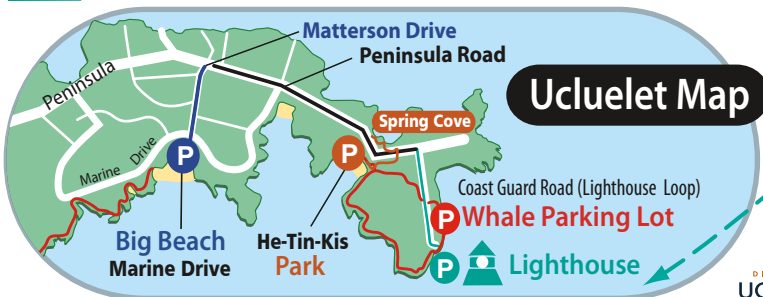 Matterson Drive
Peninsula Road
Peninsula
Ucluelet Map
Spring Cove
P
P
Marine Drive
Coast Guard Road (Lighthouse Loop)
P Whale Parking Lot
Big Beach
Marine Drive
He-Tin-Kis
Park
P Lighthouse